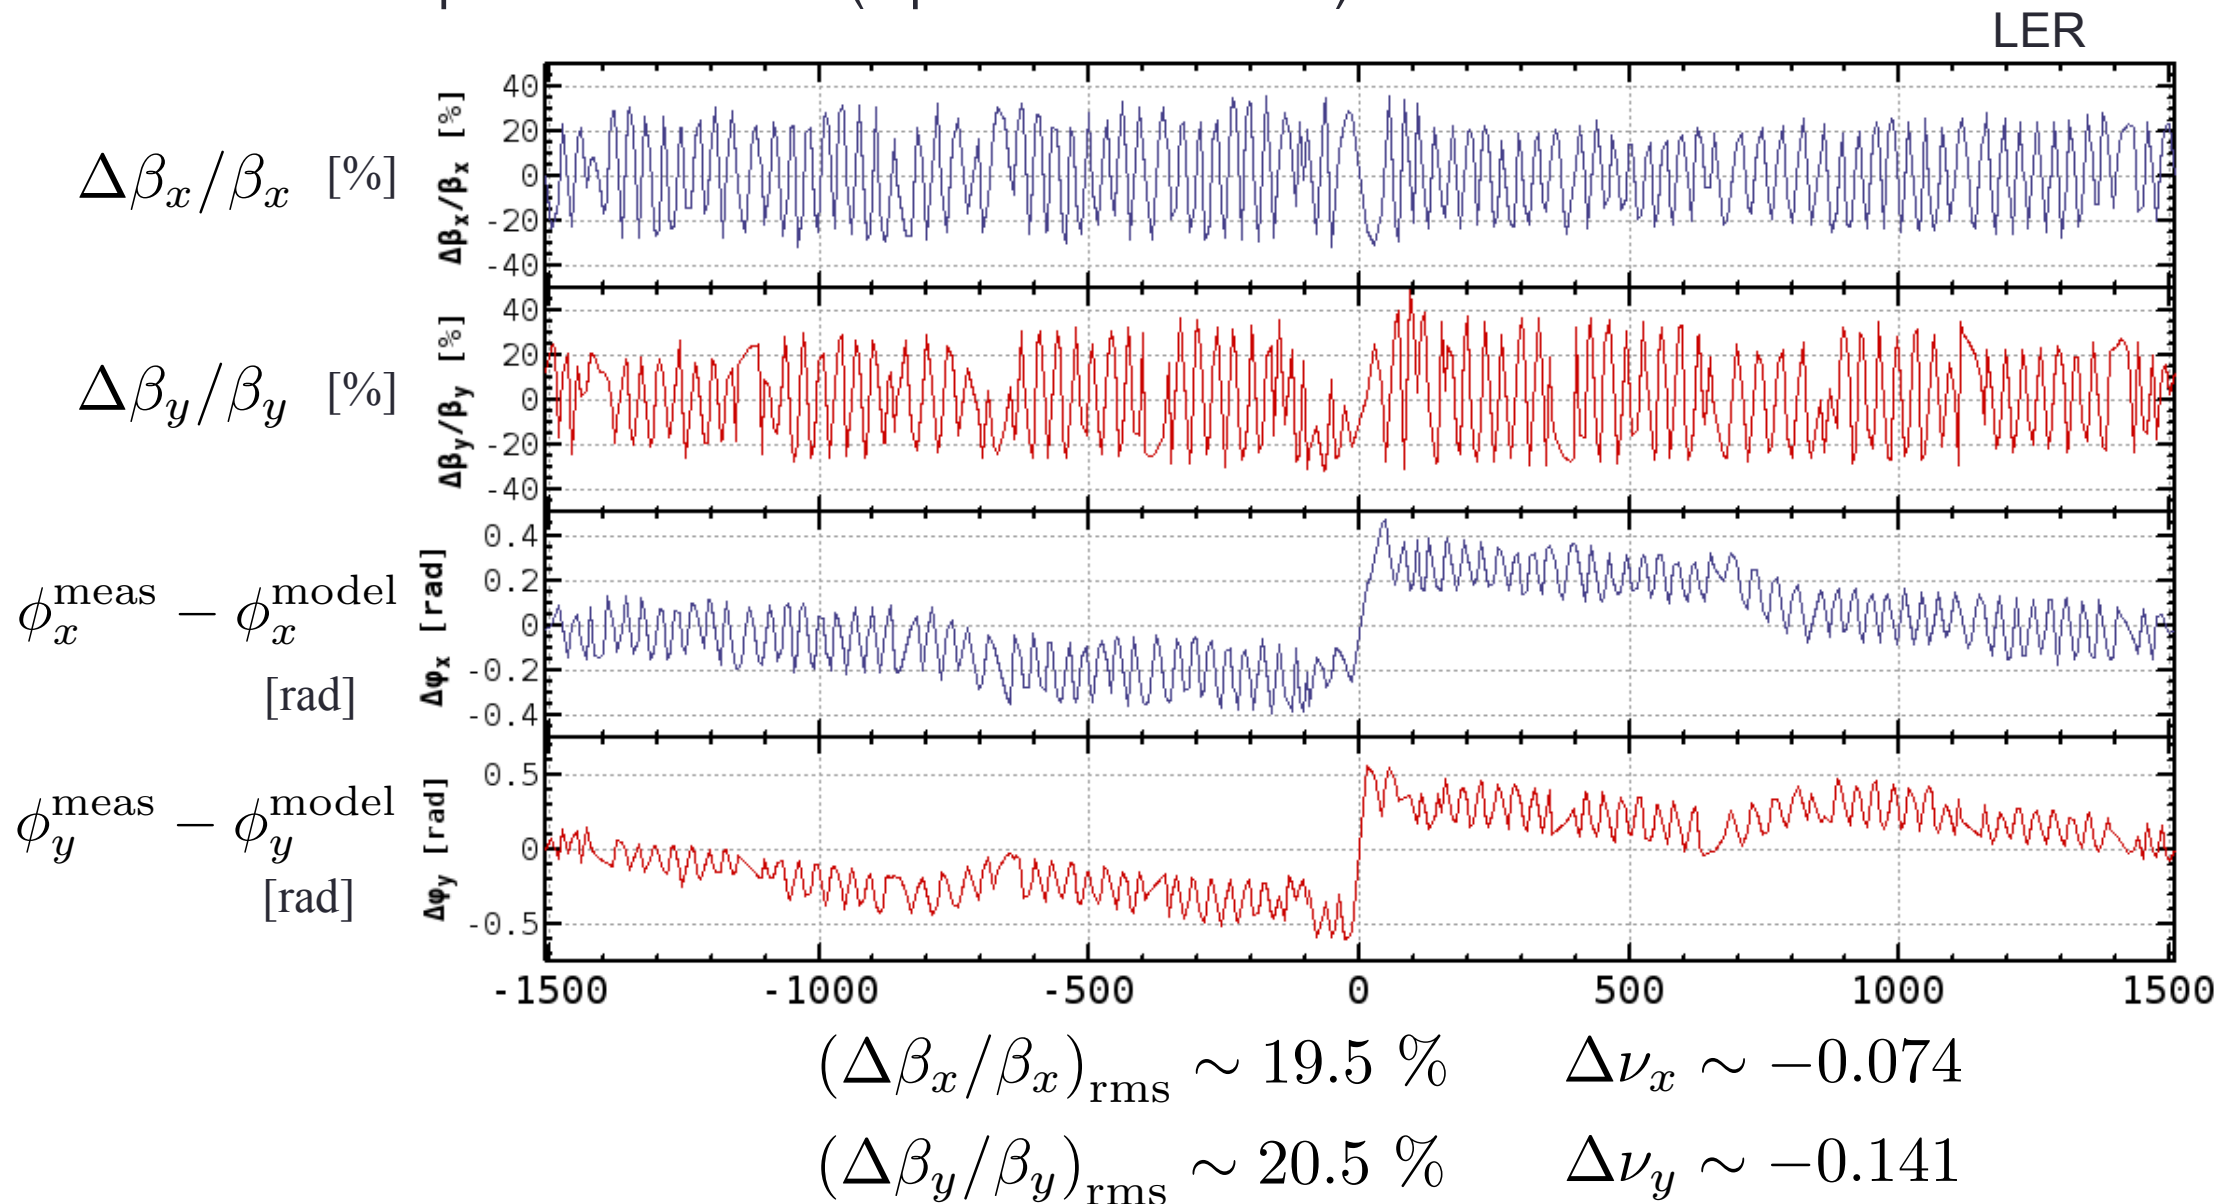 LER
Δβx/βx [%]
Δβx/βx [%]
40
20
0
-20
-40
Δβy/βy [%]
Δβy/βy [%]
40
20
0
-20
-40
ϕx^meas − ϕx^model
[rad]
Δφx [rad]
0.4
0.2
0
-0.2
-0.4
ϕy^meas − ϕy^model
[rad]
Δφy [rad]
0.5
0
-0.5
-1500 -1000 -500 0 500 1000 1500
(Δβx/βx)rms ∼ 19.5 % Δνx ∼ −0.074
(Δβy/βy)rms ∼ 20.5 % Δνy ∼ −0.141